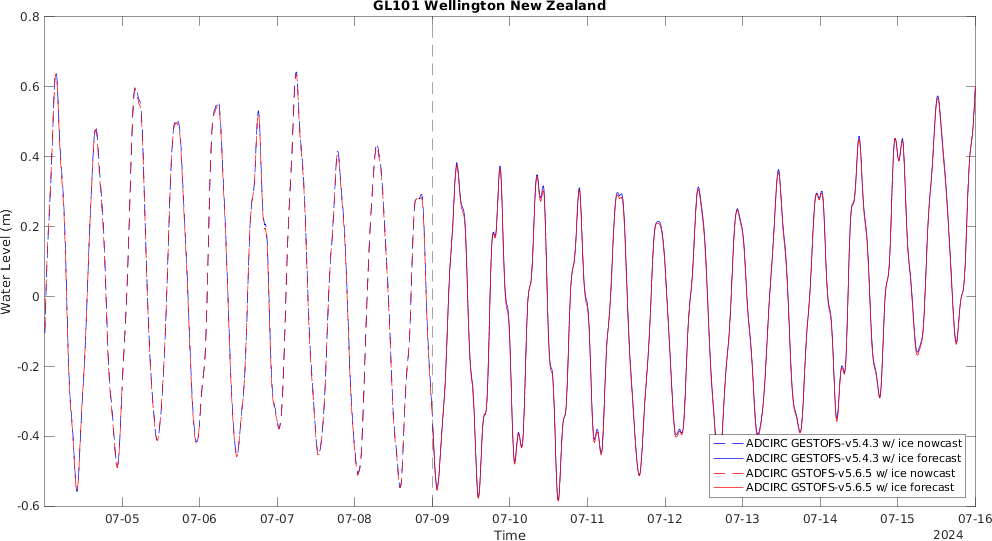 GL101 Wellington New Zealand
0.8
0.6
0.4
0.2
0
-0.2
-0.4
-0.6
Water Level (m)
ADCIRC GESTOFS-v5.4.3 w/ ice nowcast
ADCIRC GESTOFS-v5.4.3 w/ ice forecast
ADCIRC GSTOFS-v5.6.5 w/ ice nowcast
ADCIRC GSTOFS-v5.6.5 w/ ice forecast
07-05 07-06 07-07 07-08 07-09 07-10 07-11 07-12 07-13 07-14 07-15 07-16
Time
2024